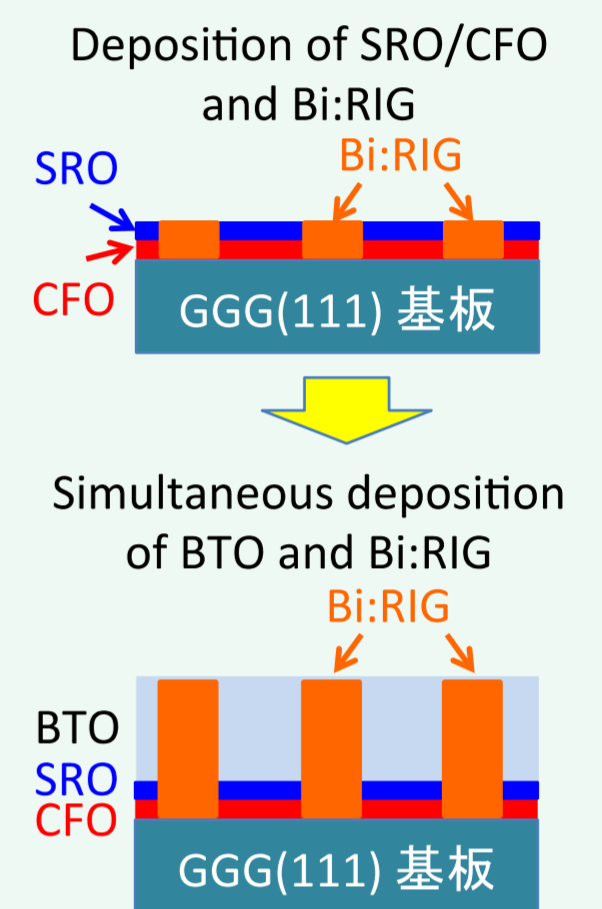 Deposition of SRO/CFO
and Bi:RIG
Bi:RIG
SRO
CFO
GGG(111) 基板
Simultaneous deposition
of BTO and Bi:RIG
Bi:RIG
BTO
SRO
CFO
GGG(111) 基板